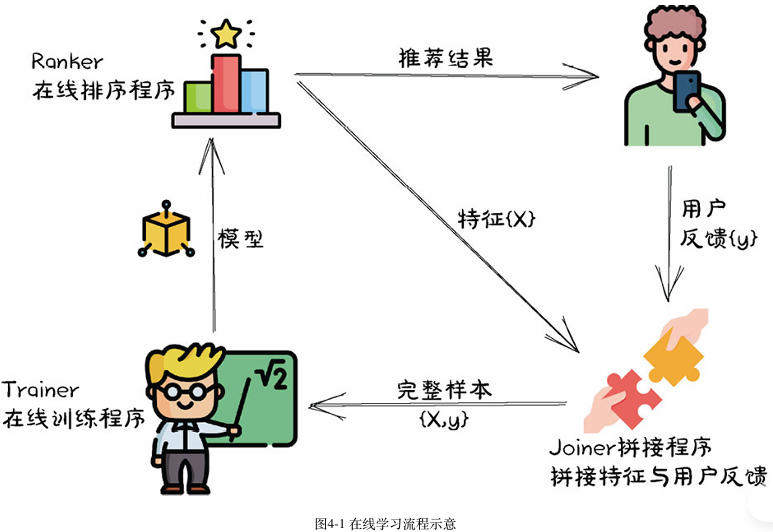 Ranker
在线排序程序
推荐结果
特征{X}
用户
反馈{y}
模型
Trainer
在线训练程序
√2
完整样本
{X,y}
Joiner拼接程序
拼接特征与用户反馈
图4-1 在线学习流程示意